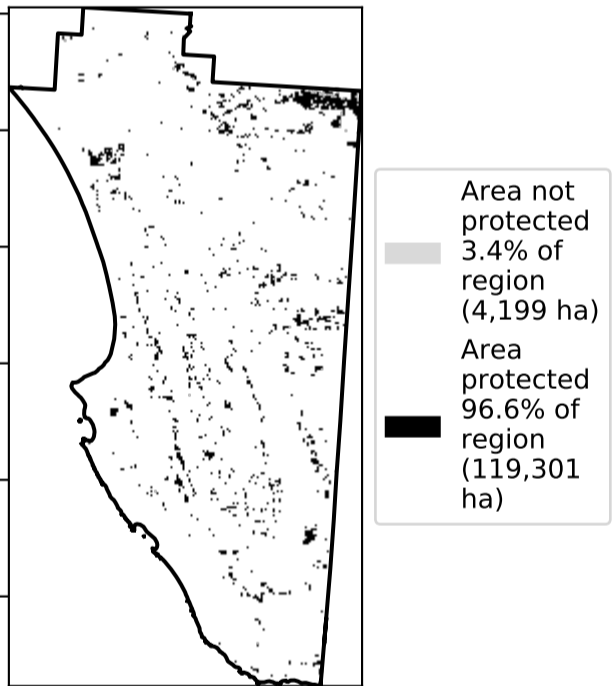 Area not
protected
3.4% of
region
(4,199 ha)
Area
protected
96.6% of
region
(119,301
ha)